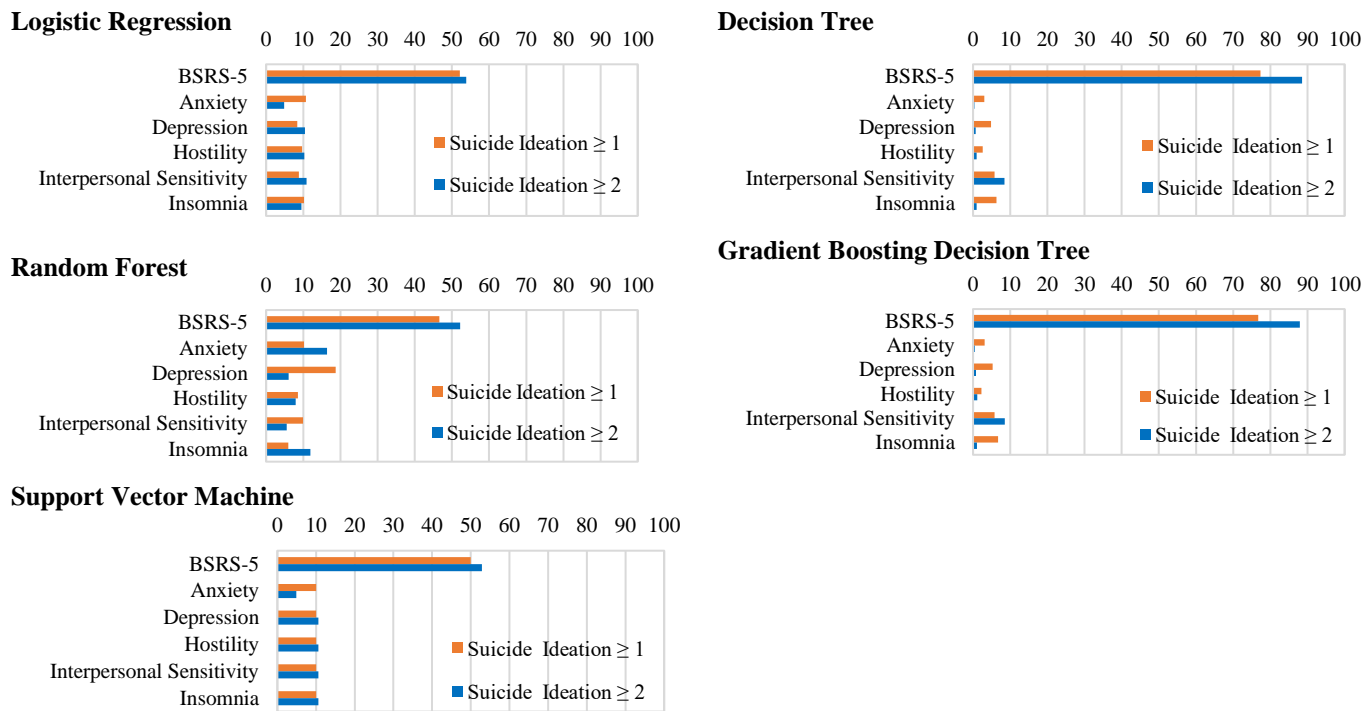 Logistic Regression
0 10 20 30 40 50 60 70 80 90 100
BSRS-5
Anxiety
Depression
Hostility
Interpersonal Sensitivity
Insomnia
Suicide Ideation ≥ 1
Suicide Ideation ≥ 2
Decision Tree
0 10 20 30 40 50 60 70 80 90 100
BSRS-5
Anxiety
Depression
Hostility
Interpersonal Sensitivity
Insomnia
Suicide Ideation ≥ 1
Suicide Ideation ≥ 2
Random Forest
0 10 20 30 40 50 60 70 80 90 100
BSRS-5
Anxiety
Depression
Hostility
Interpersonal Sensitivity
Insomnia
Suicide Ideation ≥ 1
Suicide Ideation ≥ 2
Gradient Boosting Decision Tree
0 10 20 30 40 50 60 70 80 90 100
BSRS-5
Anxiety
Depression
Hostility
Interpersonal Sensitivity
Insomnia
Suicide Ideation ≥ 1
Suicide Ideation ≥ 2
Support Vector Machine
0 10 20 30 40 50 60 70 80 90 100
BSRS-5
Anxiety
Depression
Hostility
Interpersonal Sensitivity
Insomnia
Suicide Ideation ≥ 1
Suicide Ideation ≥ 2